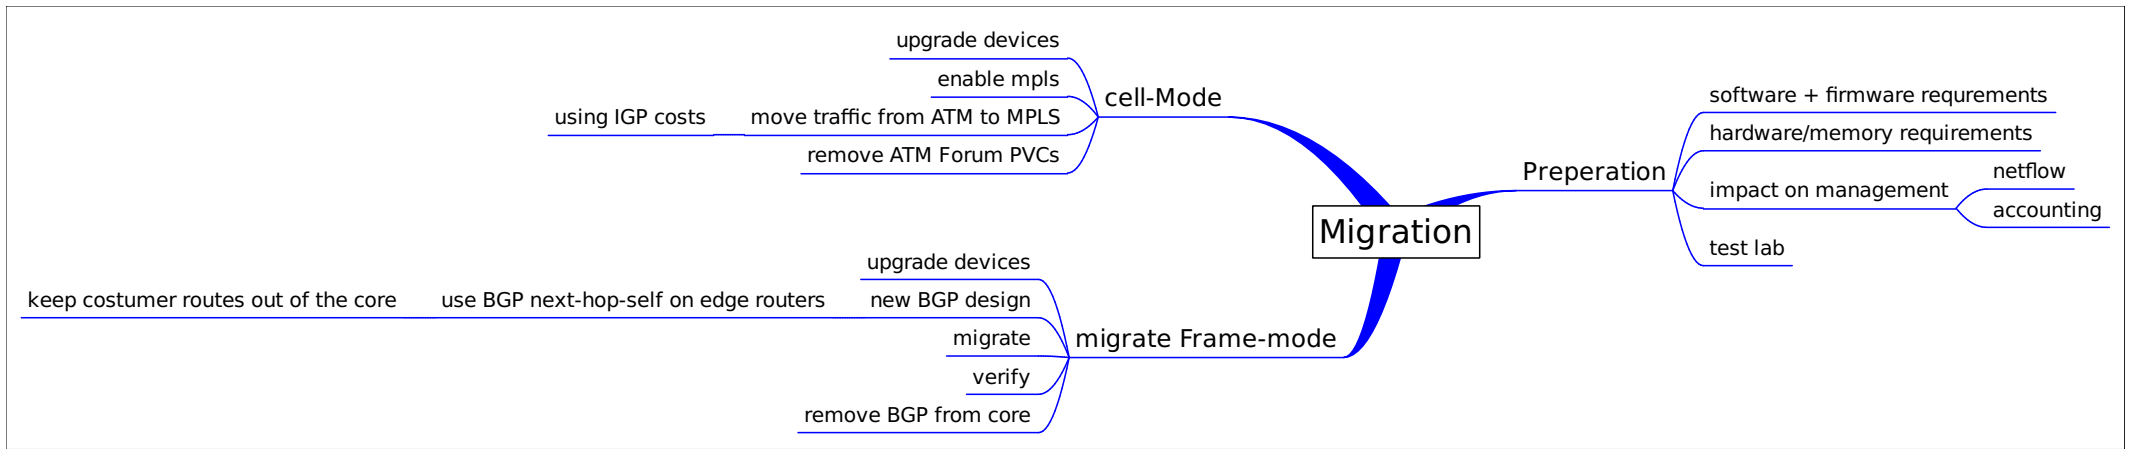 Migration
Preperation
software + firmware requrements
hardware/memory requirements
impact on management
netflow
accounting
test lab
cell-Mode
upgrade devices
enable mpls
move traffic from ATM to MPLS
using IGP costs
remove ATM Forum PVCs
migrate Frame-mode
upgrade devices
new BGP design
use BGP next-hop-self on edge routers
keep costumer routes out of the core
migrate
verify
remove BGP from core